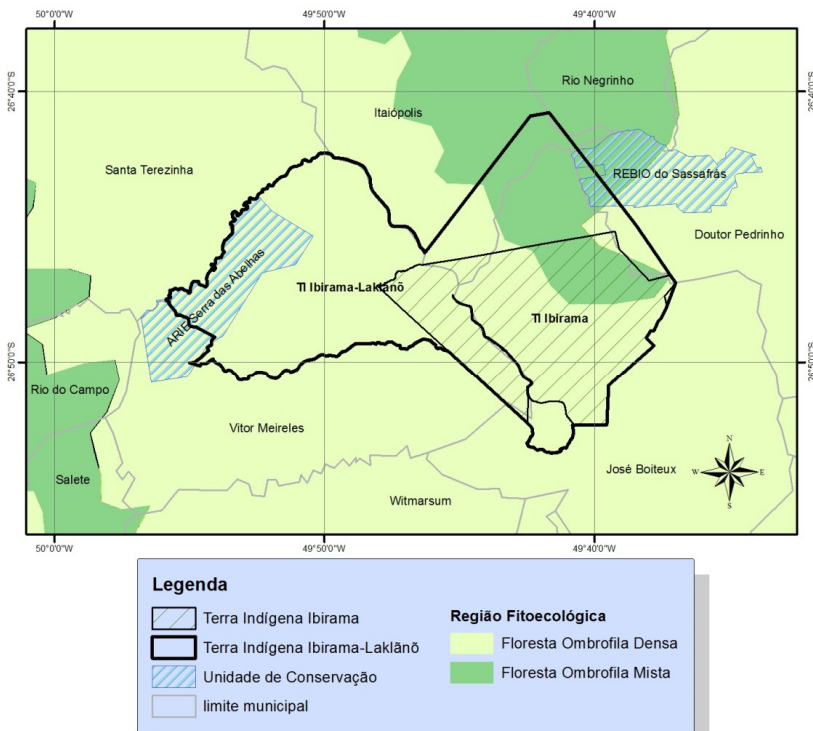 50°0'0"W
49°50'0"W
49°40'0"W
26°40'0"S
26°40'0"S
Rio Negrinho
Itaiópolis
Santa Terezinha
REBIO do Sassafrás
Doutor Pedrinho
TI Ibirama-Laklãnõ
ARIE Serra das Abelhas
TI Ibirama
26°50'0"S
26°50'0"S
Rio do Campo
Vitor Meireles
José Boiteux
Salete
Witmarsum
N
W
E
S
50°0'0"W
49°50'0"W
49°40'0"W
Legenda
Terra Indígena Ibirama
Terra Indígena Ibirama-Laklãnõ
Unidade de Conservação
limite municipal
Região Fitoecológica
Floresta Ombrofila Densa
Floresta Ombrofila Mista